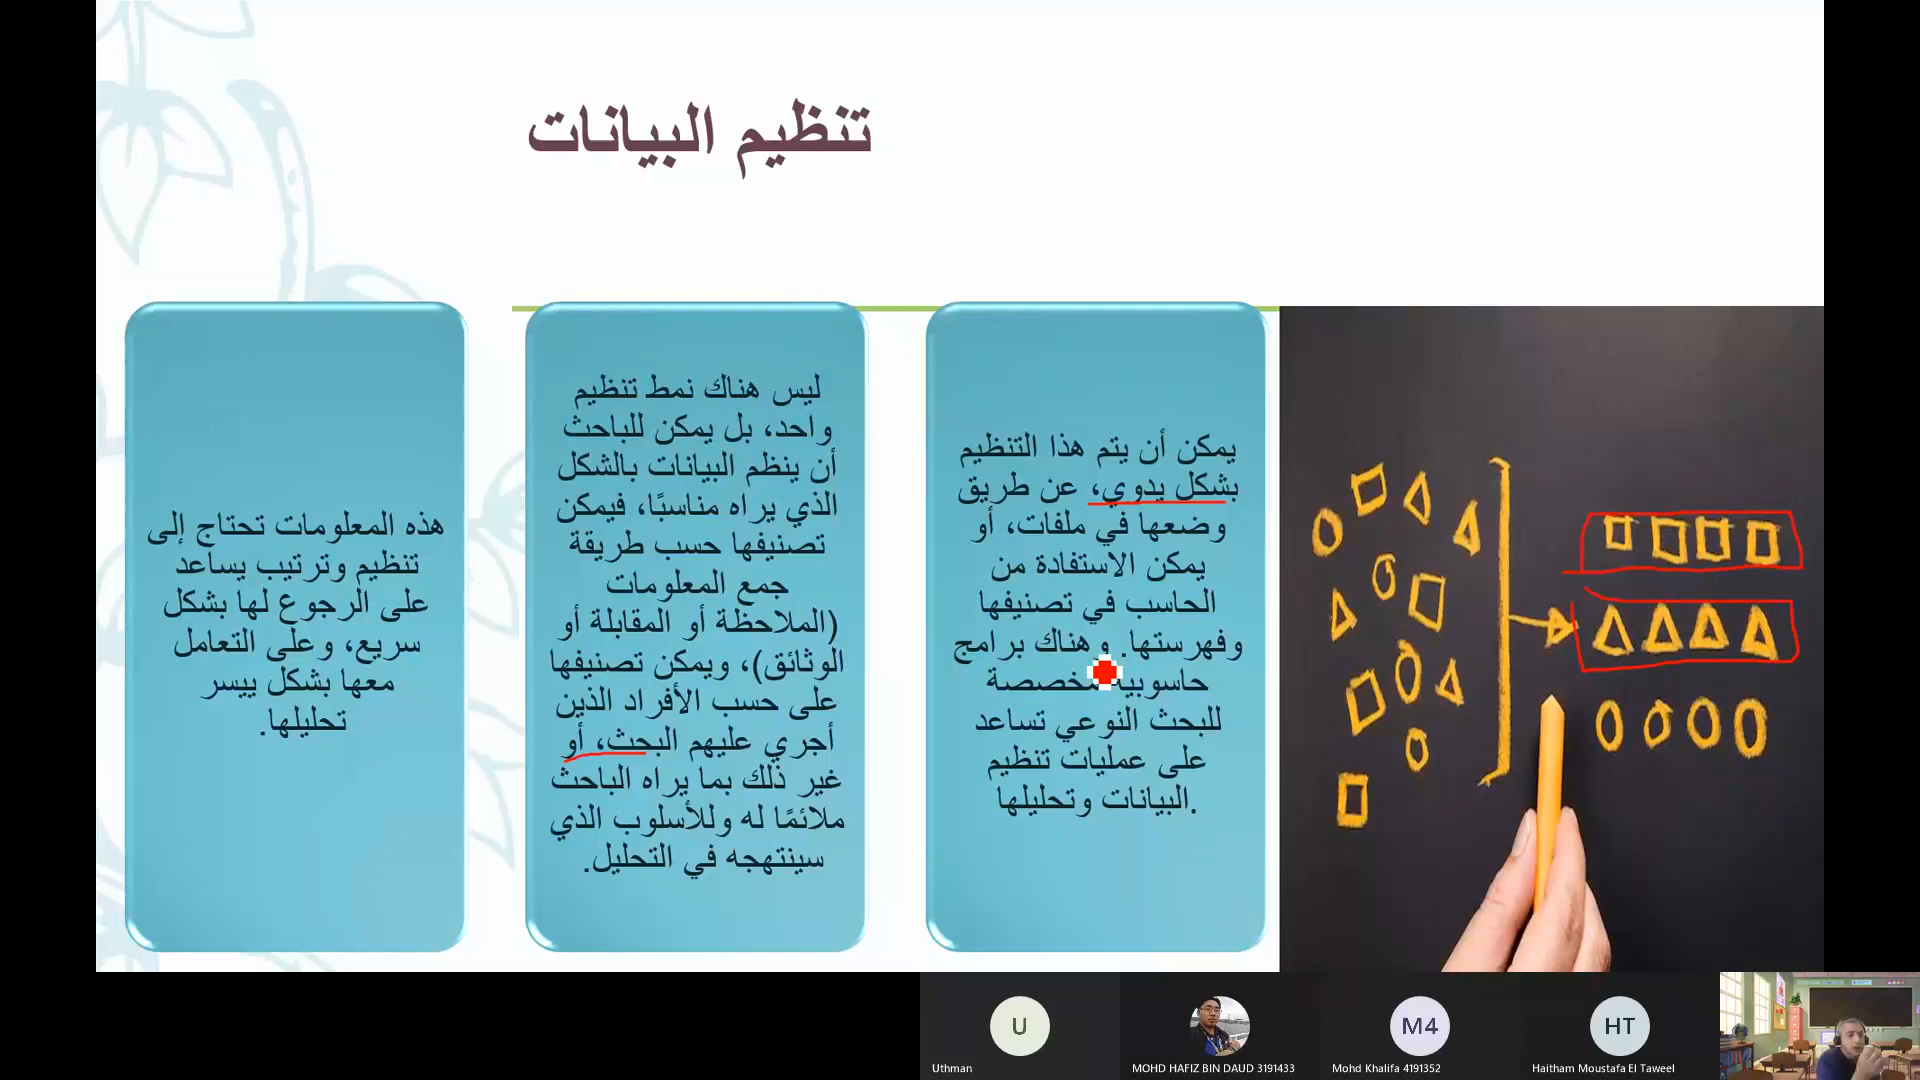 تنظيم البيانات
هذه المعلومات تحتاج إلى
تنظيم وترتيب يساعد
على الرجوع لها بشكل
سريع، وعلى التعامل
معها بشكل ييسر
تحليلها.
ليس هناك نمط تنظيم
واحد، بل يمكن للباحث
أن ينظم البيانات بالشكل
الذي يراه مناسبًا، فيمكن
تصنيفها حسب طريقة
جمع المعلومات
(الملاحظة أو المقابلة أو
الوثائق)، ويمكن تصنيفها
على حسب الأفراد الذين
أجري عليهم البحث، أو
غير ذلك بما يراه الباحث
ملائمًا له وللأسلوب الذي
سينتهجه في التحليل.
يمكن أن يتم هذا التنظيم
بشكل يدوي، عن طريق
وضعها في ملفات، أو
يمكن الاستفادة من
الحاسب في تصنيفها
وفهرستها. وهناك برامج
حاسوبية مخصصة
للبحث النوعي تساعد
على عمليات تنظيم
البيانات وتحليلها.
U
M4
HT
Uthman
MOHD HAFIZ BIN DAUD 3191433
Mohd Khalifa 4191352
Haitham Moustafa El Taweel